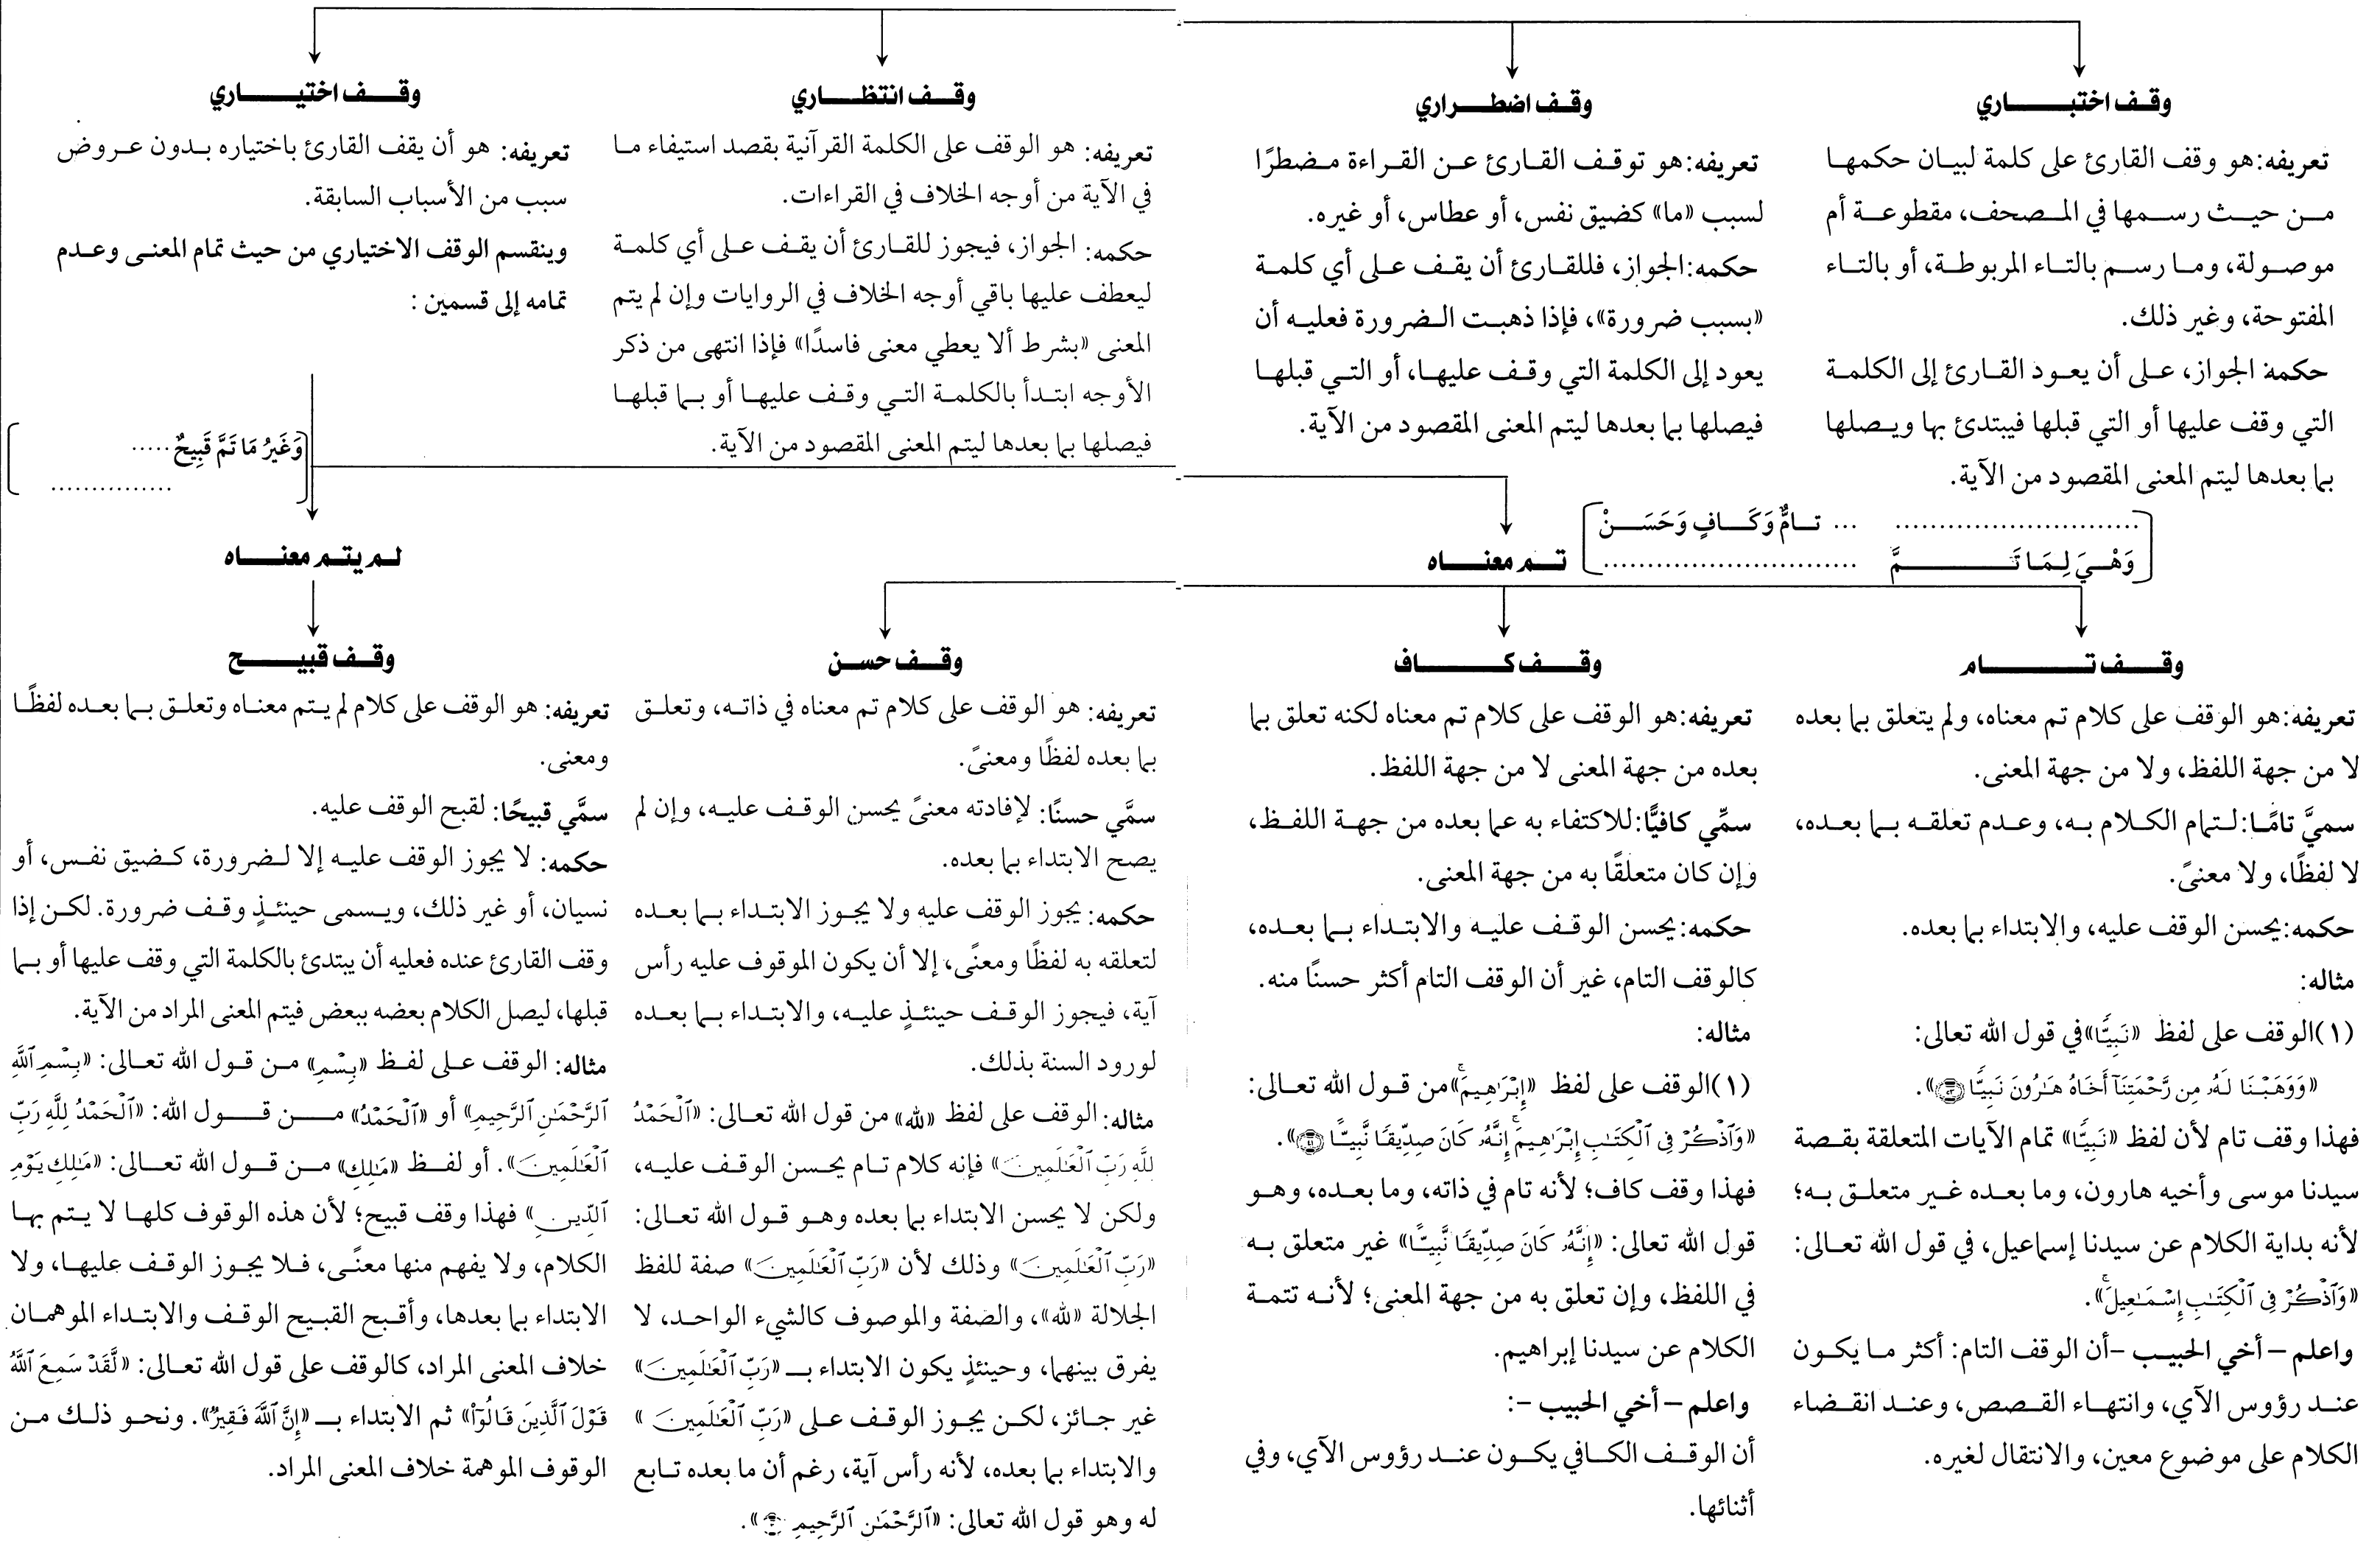 وقف اختباري
تعريفه: هو وقف القارئ على كلمة لبيان حكمها
من حيث رسمها في المصحف، مقطوعة أم
موصولة، وما رسم بالتاء المربوطة، أو بالتاء
المفتوحة، وغير ذلك.
حكمه: الجواز، على أن يعود القارئ إلى الكلمة
التي وقف عليها أو التي قبلها فيبتدئ بها ويصلها
بما بعدها ليتم المعنى المقصود من الآية.
وقف اضطراري
تعريفه: هو توقف القارئ عن القراءة مضطرًا
لسبب «ما» كضيق نفس، أو عطاس، أو غيره.
حكمه: الجواز، فللقارئ أن يقف على أي كلمة
«بسبب ضرورة»، فإذا ذهبت الضرورة فعليه أن
يعود إلى الكلمة التي وقف عليها، أو التي قبلها
فيصلها بما بعدها ليتم المعنى المقصود من الآية.
وقف انتظاري
تعريفه: هو الوقف على الكلمة القرآنية بقصد استيفاء ما
في الآية من أوجه الخلاف في القراءات.
حكمه: الجواز، فيجوز للقارئ أن يقف على أي كلمة
ليعطف عليها باقي أوجه الخلاف في الروايات وإن لم يتم
المعنى «بشرط ألا يعطي معنى فاسدًا» فإذا انتهى من ذكر
الأوجه ابتدأ بالكلمة التي وقف عليها أو بما قبلها
فيصلها بما بعدها ليتم المعنى المقصود من الآية.
وقف اختياري
تعريفه: هو أن يقف القارئ باختياره بدون عروض
سبب من الأسباب السابقة.
وينقسم الوقف الاختياري من حيث تمام المعنى وعدم
تمامه إلى قسمين :
............................ ... تامٌّ وَكَافٍ وَحَسَنْ
وَهْيَ لِمَا تَمَّ ..............................
تم معناه
وَغَيْرُ مَا تَمَّ قَبِيحٌ .....
...............
لم يتم معناه
وقف تام
تعريفه: هو الوقف على كلام تم معناه، ولم يتعلق بما بعده
لا من جهة اللفظ، ولا من جهة المعنى.
سميَّ تامًّا: لتمام الكلام به، وعدم تعلقه بما بعده،
لا لفظًا، ولا معنىً.
حكمه: يحسن الوقف عليه، والابتداء بما بعده.
مثاله:
(١) الوقف على لفظ «نَبِيًّا» في قول الله تعالى:
«وَوَهَبْنَا لَهُۥ مِن رَّحْمَتِنَآ أَخَاهُ هَٰرُونَ نَبِيًّا ٥٣».
فهذا وقف تام لأن لفظ «نَبِيًّا» تمام الآيات المتعلقة بقصة
سيدنا موسى وأخيه هارون، وما بعده غير متعلق به؛
لأنه بداية الكلام عن سيدنا إسماعيل، في قول الله تعالى:
«وَٱذْكُرْ فِى ٱلْكِتَٰبِ إِسْمَٰعِيلَ ۚ».
واعلم – أخي الحبيب – أن الوقف التام: أكثر ما يكون
عند رؤوس الآي، وانتهاء القصص، وعند انقضاء
الكلام على موضوع معين، والانتقال لغيره.
وقف كاف
تعريفه: هو الوقف على كلام تم معناه لكنه تعلق بما
بعده من جهة المعنى لا من جهة اللفظ.
سمِّي كافيًّا: للاكتفاء به عما بعده من جهة اللفظ،
وإن كان متعلقًا به من جهة المعنى.
حكمه: يحسن الوقف عليه والابتداء بما بعده،
كالوقف التام، غير أن الوقف التام أكثر حسنًا منه.
مثاله:
(١) الوقف على لفظ «إِبْرَٰهِيمَ ۚ» من قول الله تعالى:
«وَٱذْكُرْ فِى ٱلْكِتَٰبِ إِبْرَٰهِيمَ ۚ إِنَّهُۥ كَانَ صِدِّيقًا نَّبِيًّا ٤١».
فهذا وقف كاف؛ لأنه تام في ذاته، وما بعده، وهو
قول الله تعالى: «إِنَّهُۥ كَانَ صِدِّيقًا نَّبِيًّا» غير متعلق به
في اللفظ، وإن تعلق به من جهة المعنى؛ لأنه تتمة
الكلام عن سيدنا إبراهيم.
واعلم – أخي الحبيب –:
أن الوقف الكافي يكون عند رؤوس الآي، وفي
أثنائها.
وقف حسن
تعريفه: هو الوقف على كلام تم معناه في ذاته، وتعلق
بما بعده لفظًا ومعنىً.
سمَّي حسنًا: لإفادته معنىً يحسن الوقف عليه، وإن لم
يصح الابتداء بما بعده.
حكمه: يجوز الوقف عليه ولا يجوز الابتداء بما بعده
لتعلقه به لفظًا ومعنًى، إلا أن يكون الموقوف عليه رأس
آية، فيجوز الوقف حينئذٍ عليه، والابتداء بما بعده
لورود السنة بذلك.
مثاله: الوقف على لفظ «لله» من قول الله تعالى: «ٱلْحَمْدُ
لِلَّهِ رَبِّ ٱلْعَٰلَمِينَ» فإنه كلام تام يحسن الوقف عليه،
ولكن لا يحسن الابتداء بما بعده وهو قول الله تعالى:
«رَبِّ ٱلْعَٰلَمِينَ» وذلك لأن «رَبِّ ٱلْعَٰلَمِينَ» صفة للفظ
الجلالة «لله»، والصفة والموصوف كالشيء الواحد، لا
يفرق بينهما، وحينئذٍ يكون الابتداء بـ «رَبِّ ٱلْعَٰلَمِينَ»
غير جائز، لكن يجوز الوقف على «رَبِّ ٱلْعَٰلَمِينَ »
والابتداء بما بعده، لأنه رأس آية، رغم أن ما بعده تابع
له وهو قول الله تعالى: «ٱلرَّحْمَٰنِ ٱلرَّحِيمِ ٣».
وقف قبيح
تعريفه: هو الوقف على كلام لم يتم معناه وتعلق بما بعده لفظًا
ومعنى.
سمَّي قبيحًا: لقبح الوقف عليه.
حكمه: لا يجوز الوقف عليه إلا لضرورة، كضيق نفس، أو
نسيان، أو غير ذلك، ويسمى حينئذٍ وقف ضرورة. لكن إذا
وقف القارئ عنده فعليه أن يبتدئ بالكلمة التي وقف عليها أو بما
قبلها، ليصل الكلام بعضه ببعض فيتم المعنى المراد من الآية.
مثاله: الوقف على لفظ «بِسْمِ» من قول الله تعالى: «بِسْمِ ٱللَّهِ
ٱلرَّحْمَٰنِ ٱلرَّحِيمِ» أو «ٱلْحَمْدُ» من قول الله: «ٱلْحَمْدُ لِلَّهِ رَبِّ
ٱلْعَٰلَمِينَ». أو لفظ «مَٰلِكِ» من قول الله تعالى: «مَٰلِكِ يَوْمِ
ٱلدِّينِ» فهذا وقف قبيح؛ لأن هذه الوقوف كلها لا يتم بها
الكلام، ولا يفهم منها معنًى، فلا يجوز الوقف عليها، ولا
الابتداء بما بعدها، وأقبح القبيح الوقف والابتداء الموهمان
خلاف المعنى المراد، كالوقف على قول الله تعالى: «لَّقَدْ سَمِعَ ٱللَّهُ
قَوْلَ ٱلَّذِينَ قَالُوٓا۟» ثم الابتداء بـ «إِنَّ ٱللَّهَ فَقِيرٌ». ونحو ذلك من
الوقوف الموهمة خلاف المعنى المراد.